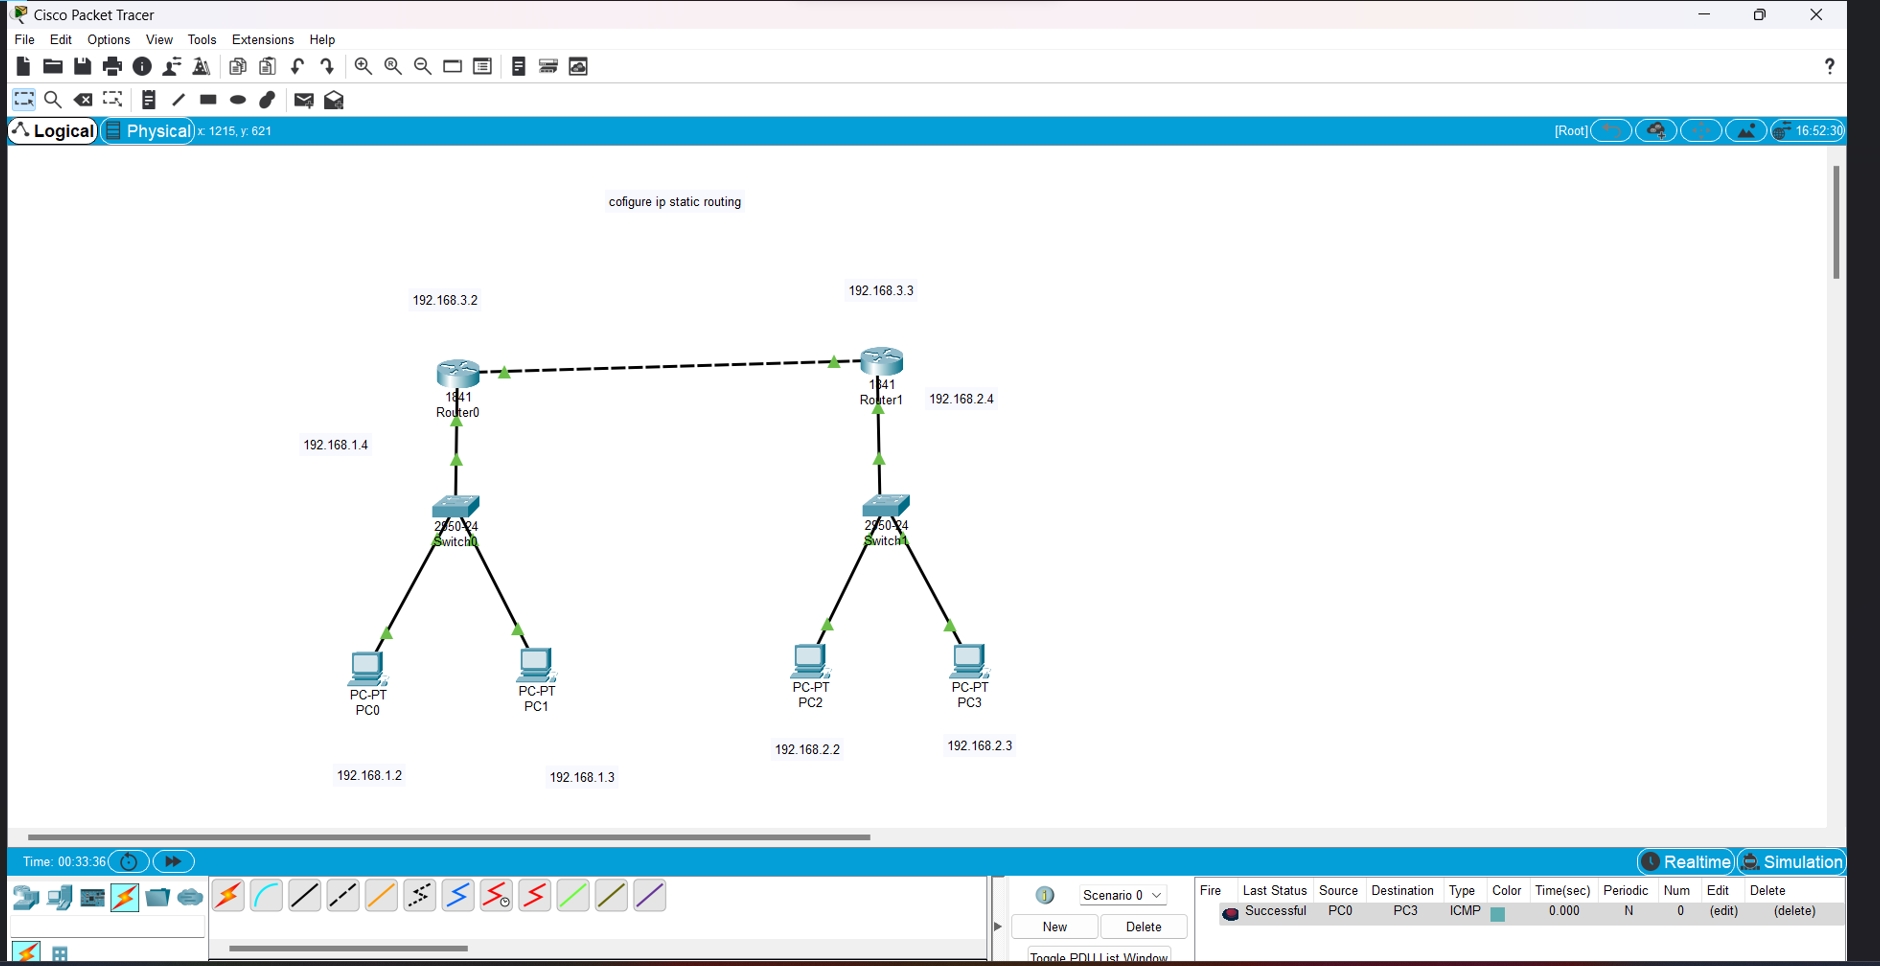 Cisco Packet Tracer
File Edit Options View Tools Extensions Help
?
Logical Physical x: 1215, y: 621 [Root] 16:52:30
cofigure ip static routing
192.168.3.2
192.168.3.3
1841
Router0
1841
Router1
192.168.2.4
192.168.1.4
2950-24
Switch0
2950-24
Switch1
PC-PT
PC0
PC-PT
PC1
PC-PT
PC2
PC-PT
PC3
192.168.2.2
192.168.2.3
192.168.1.2
192.168.1.3
Time: 00:33:36 Realtime Simulation
Scenario 0
New Delete
Toggle PDU List Window
Fire Last Status Source Destination Type Color Time(sec) Periodic Num Edit Delete
Successful PC0 PC3 ICMP 0.000 N 0 (edit) (delete)